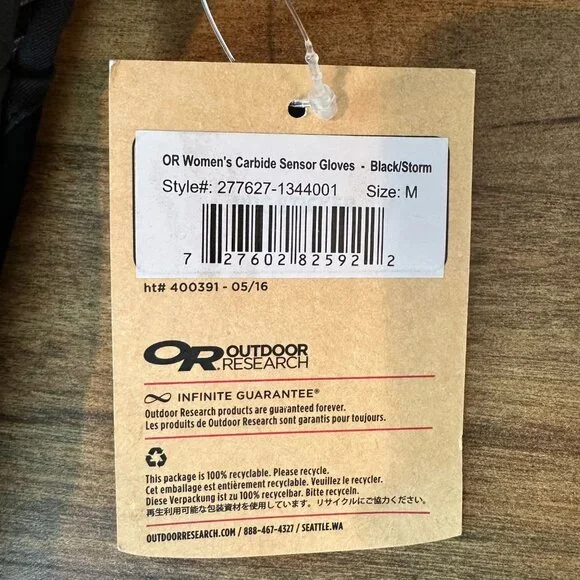 OR Women's Carbide Sensor Gloves - Black/Storm
Style#: 277627-1344001 Size: M
7 27602 82592 2
ht# 400391 - 05/16
OR OUTDOOR
RESEARCH
INFINITE GUARANTEE®
Outdoor Research products are guaranteed forever.
Les produits de Outdoor Research sont garantis pour toujours.
This package is 100% recyclable. Please recycle.
Cet emballage est entièrement recyclable. Veuillez le recycler.
Diese Verpackung ist zu 100% recycelbar. Bitte recyceln.
再生利用可能な包装資材を使用しています。リサイクルにご協力ください。
OUTDOORRESEARCH.COM / 888-467-4327 / SEATTLE.WA